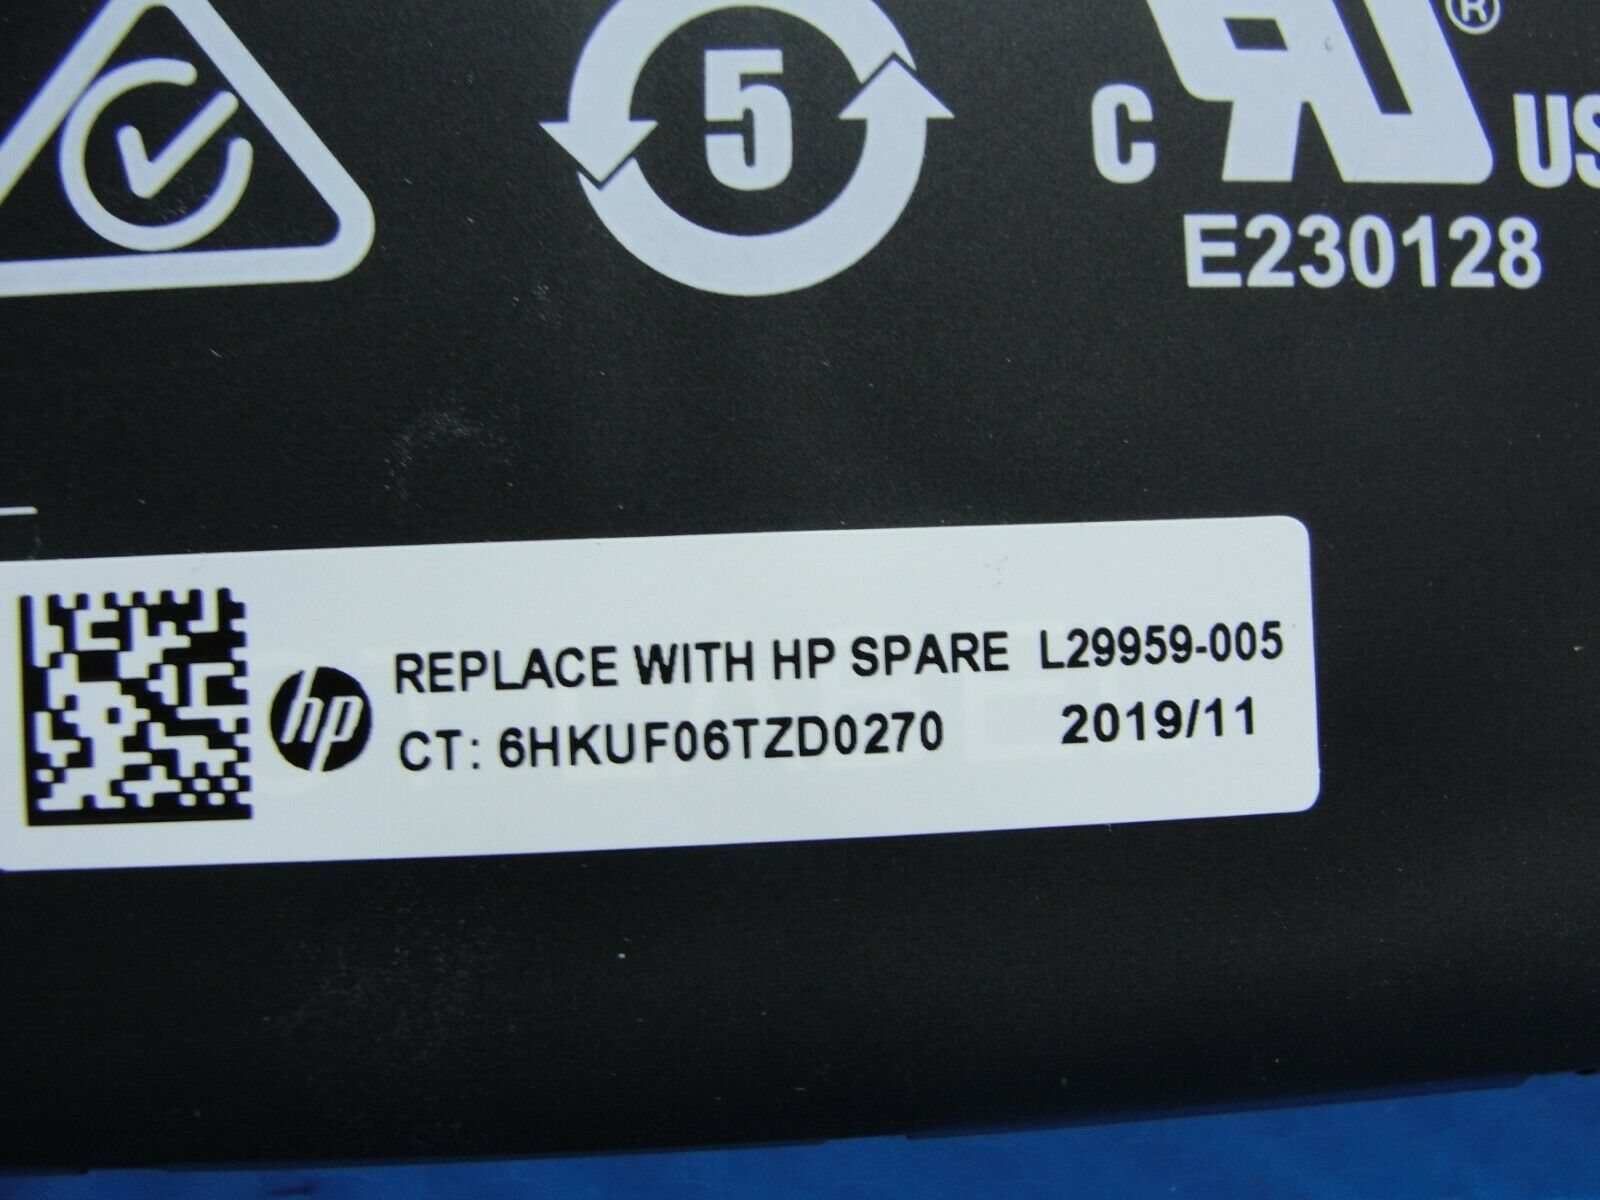 5
®
C US
E230128
hp
REPLACE WITH HP SPARE L29959-005
CT: 6HKUF06TZD0270 2019/11